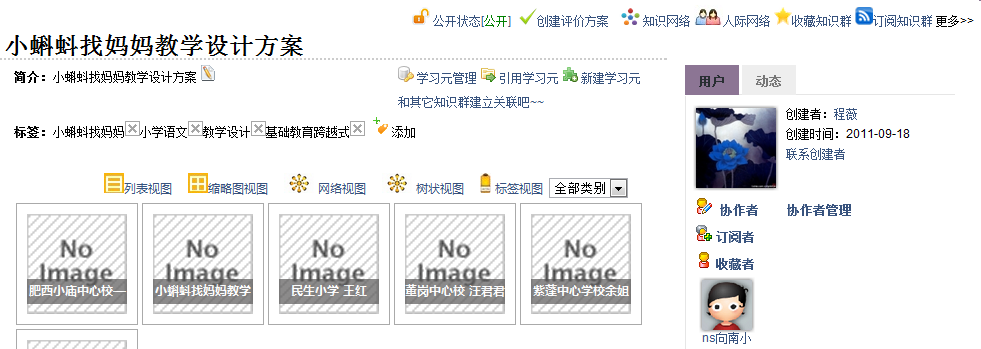 公开状态[公开] 创建评价方案 知识网络 人际网络 收藏知识群 订阅知识群 更多>>
小蝌蚪找妈妈教学设计方案
简介：小蝌蚪找妈妈教学设计方案
学习元管理 引用学习元 新建学习元
和其它知识群建立关联吧~~
标签：小蝌蚪找妈妈 小学语文 教学设计 基础教育跨越式 添加
列表视图 缩略图视图 网络视图 树状视图 标签视图 全部类别
No Image No Image No Image No Image No Image
肥西小庙中心校— 小蝌蚪找妈妈教学 民生小学 王红 董岗中心校 汪君君 紫蓬中心学校余姐
用户 动态
创建者：程薇
创建时间：2011-09-18
联系创建者
协作者 协作者管理
订阅者
收藏者
ns向南小